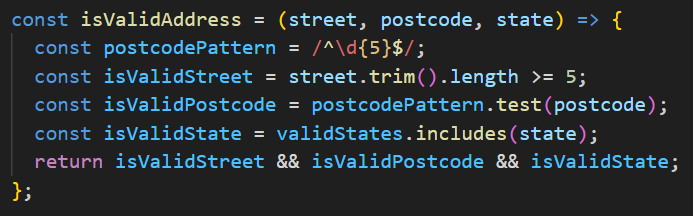 const isValidAddress = (street, postcode, state) => {
  const postcodePattern = /^\d{5}$/;
  const isValidStreet = street.trim().length >= 5;
  const isValidPostcode = postcodePattern.test(postcode);
  const isValidState = validStates.includes(state);
  return isValidStreet && isValidPostcode && isValidState;
};